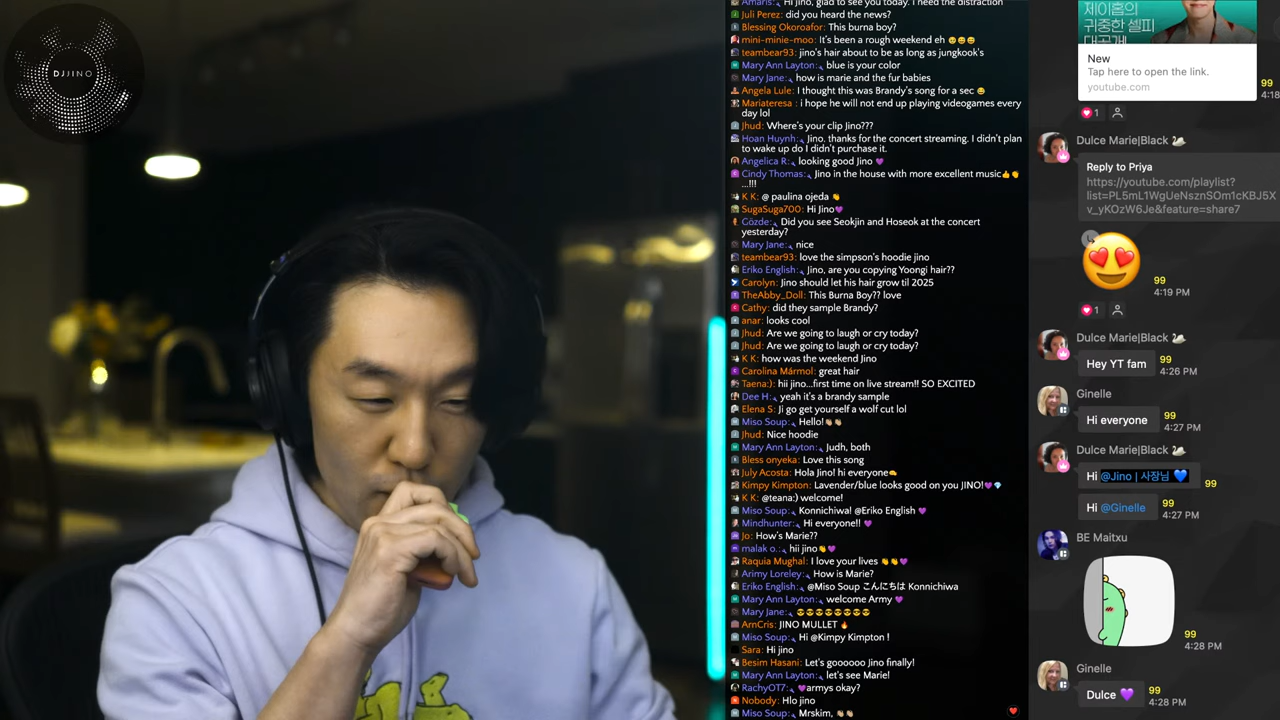 DJJINO
Amaris: Hi Jino, glad to see you today. I need the distraction
Juli Perez: did you heard the news?
Blessing Okoroafor: This burna boy?
mini-minie-moo: It's been a rough weekend eh
teambear93: jino's hair about to be as long as jungkook's
Mary Ann Layton: blue is your color
Mary Jane: how is marie and the fur babies
Angela Lule: I thought this was Brandy's song for a sec
Mariateresa : i hope he will not end up playing videogames every
day lol
Jhud: Where's your clip Jino???
Hoan Huynh: Jino. thanks for the concert streaming. I didn't plan
to wake up do I didn't purchase it.
Angelica R: looking good Jino 💜
Cindy Thomas: Jino in the house with more excellent music👍👏
...!!!
K K: @ paulina ojeda 👏
SugaSuga700: Hi Jino💜
Gözde: Did you see Seokjin and Hoseok at the concert
yesterday?
Mary Jane: nice
teambear93: love the simpson's hoodie jino
Eriko English: Jino, are you copying Yoongi hair??
Carolyn: Jino should let his hair grow til 2025
TheAbby_Doll: This Burna Boy?? love
Cathy: did they sample Brandy?
anar: looks cool
Jhud: Are we going to laugh or cry today?
Jhud: Are we going to laugh or cry today?
K K: how was the weekend Jino
Carolina Mármol: great hair
Taena:): hii jino...first time on live stream!! SO EXCITED
Dee H: yeah it's a brandy sample
Elena S: Ji go get yourself a wolf cut lol
Miso Soup: Hello!👋👋
Jhud: Nice hoodie
Mary Ann Layton: Judh, both
Bless onyeka: Love this song
July Acosta: Hola Jino! hi everyone
Kimpy Kimpton: Lavender/blue looks good on you JINO!💜💎
K K: @teana:) welcome!
Miso Soup: Konnichiwa! @Eriko English 💜
Mindhunter: Hi everyone!! 💜
Jo: How's Marie??
malak o.: hii jino👋💜
Raquia Mughal: I love your lives 👏👏💜
Arimy Loreley: How is Marie?
Eriko English: @Miso Soup こんにちは Konnichiwa
Mary Ann Layton: welcome Army 💜
Mary Jane: 😎😎😎😎😎😎😎😎
ArnCris: JINO MULLET 🔥
Miso Soup: Hi @Kimpy Kimpton !
Sara: Hi jino
Besim Hasani: Let's gooooo Jino finally!
Mary Ann Layton: let's see Marie!
RachyOT7: 💜armys okay?
Nobody: Hlo jino
Miso Soup: Mrskim, 👋👋
제이홉의
귀중한 셀피
대공개
New
Tap here to open the link.
youtube.com
99
4:18
1
Dulce Marie|Black 🦢
Reply to Priya
https://youtube.com/playlist?
list=PL5mL1WgUeNsznSOm1cKBJ5X
v_yKOzW6Je&feature=share7
99
4:19 PM
1
Dulce Marie|Black 🦢
Hey YT fam
99
4:26 PM
Ginelle
Hi everyone
99
4:27 PM
Dulce Marie|Black 🦢
Hi @Jino | 사장님 💙
99
Hi @Ginelle
99
4:27 PM
BE Maitxu
99
4:28 PM
Ginelle
Dulce 💜
99
4:28 PM